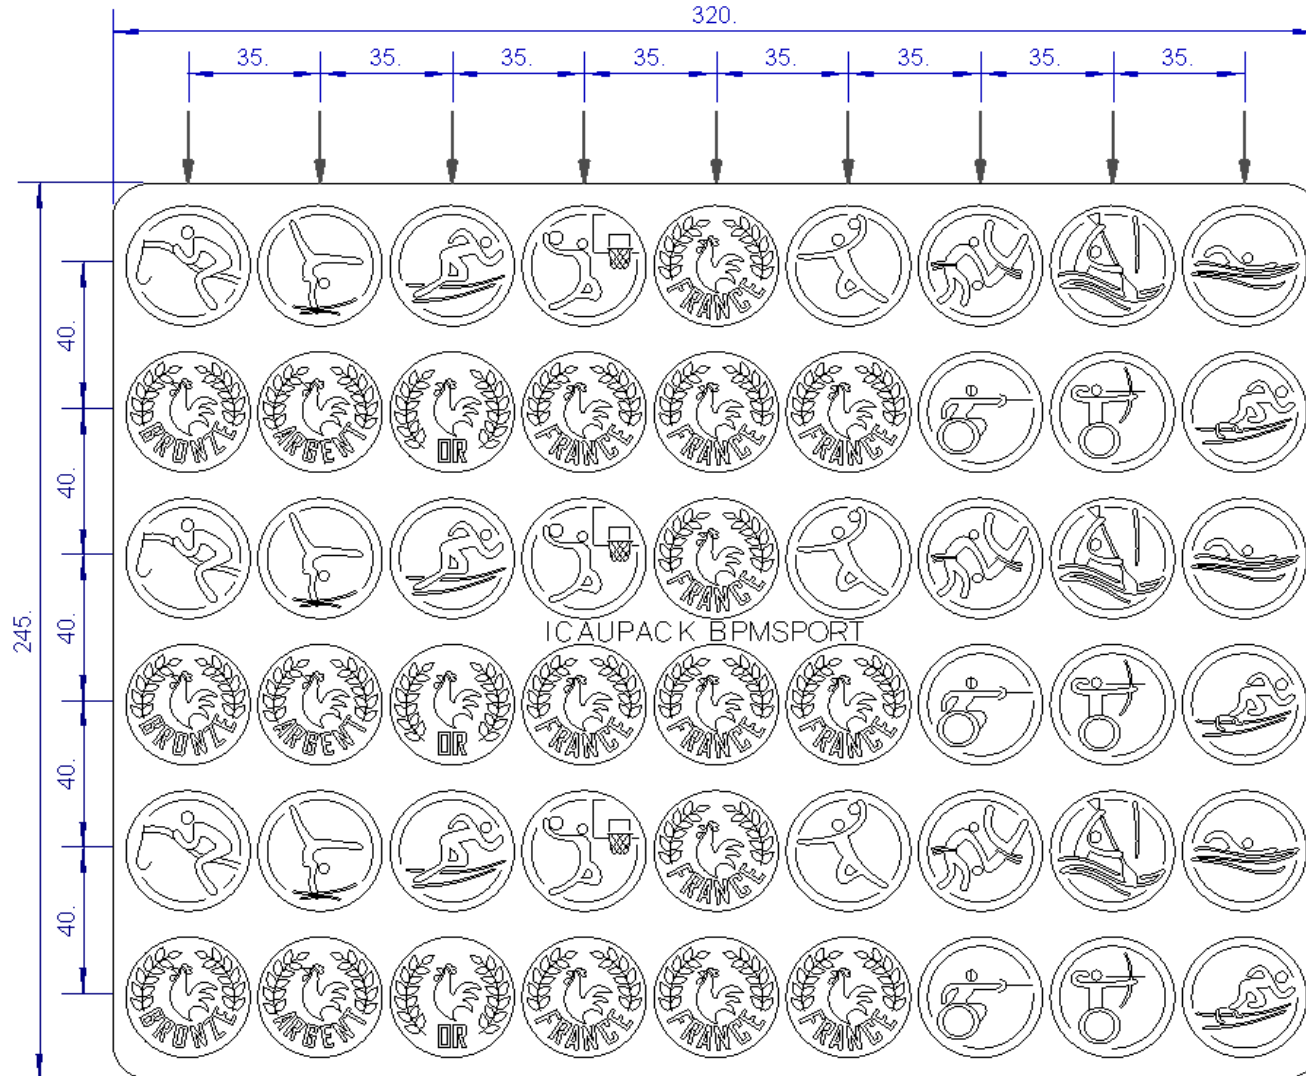 320.
35. 35. 35. 35. 35. 35. 35. 35.
FRANCE
40.
BRONZE ARGENT OR FRANCE FRANCE FRANCE
40.
FRANCE
245.
40.
ICAUPACK BPMSPORT
BRONZE ARGENT OR FRANCE FRANCE FRANCE
40.
FRANCE
40.
BRONZE ARGENT OR FRANCE FRANCE FRANCE